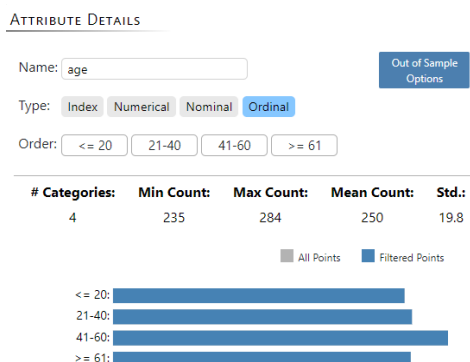 ATTRIBUTE DETAILS
Name: age
Out of Sample
Options
Type: Index Numerical Nominal Ordinal
Order: <= 20 21-40 41-60 >= 61
# Categories: Min Count: Max Count: Mean Count: Std.:
4 235 284 250 19.8
All Points Filtered Points
<= 20:
21-40:
41-60:
>= 61: